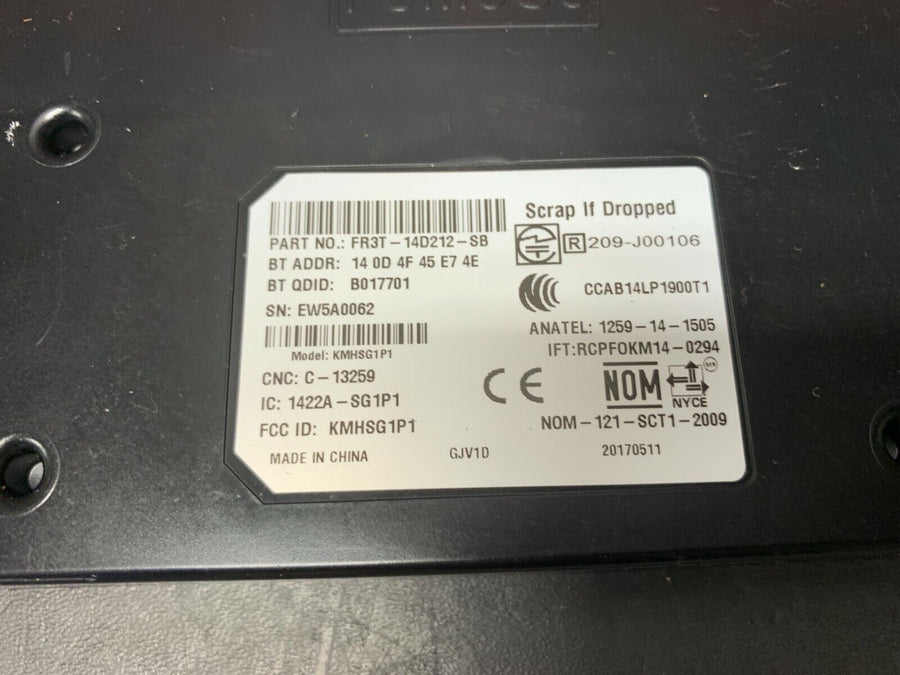 PART NO.: FR3T-14D212-SB
BT ADDR: 14 0D 4F 45 E7 4E
BT QDID: B017701
SN: EW5A0062
Model: KMHSG1P1
CNC: C-13259
IC: 1422A-SG1P1
FCC ID: KMHSG1P1
MADE IN CHINA
GJV1D
Scrap If Dropped
R 209-J00106
CCC
CCAB14LP1900T1
ANATEL: 1259-14-1505
IFT:RCPFOKM14-0294
CE
NOM
MX
NYCE
NOM-121-SCT1-2009
20170511